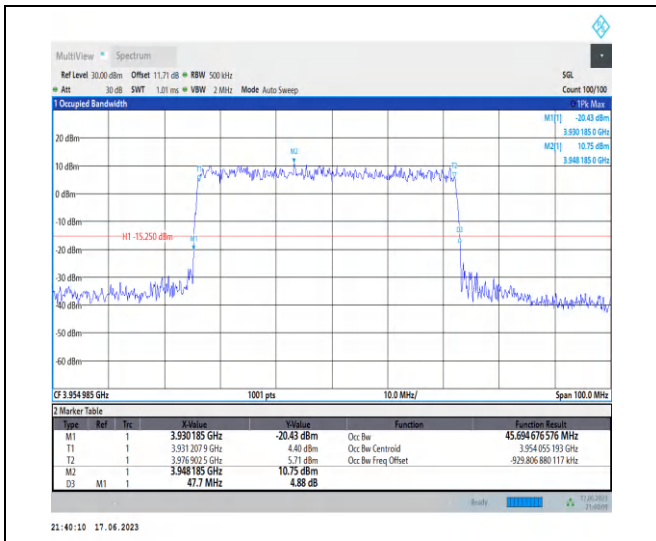 MultiView Spectrum
Ref Level 30.00 dBm Offset 11.71 dB RBW 500 kHz SGL
Att 30 dB SWT 1.01 ms VBW 2 MHz Mode Auto Sweep Count 100/100
1 Occupied Bandwidth 1Pk Max
M1[1] -20.43 dBm
3.930 185 0 GHz
M2[1] 10.75 dBm
3.948 185 0 GHz
20 dBm
10 dBm
0 dBm
-10 dBm
-20 dBm
-30 dBm
-40 dBm
-50 dBm
-60 dBm
T1
M2
T2
H1 -15.250 dBm
M1
D3
CF 3.954 985 GHz 1001 pts 10.0 MHz/ Span 100.0 MHz
2 Marker Table
Type Ref Trc X-Value Y-Value Function Function Result
M1 1 3.930 185 GHz -20.43 dBm Occ Bw 45.694 676 576 MHz
T1 1 3.931 207 9 GHz 4.40 dBm Occ Bw Centroid 3.954 055 193 GHz
T2 1 3.976 902 5 GHz 5.71 dBm Occ Bw Freq Offset -929.806 880 117 kHz
M2 1 3.948 185 GHz 10.75 dBm
D3 M1 1 47.7 MHz 4.88 dB
Ready 17.06.2023
21:40:10 17.06.2023